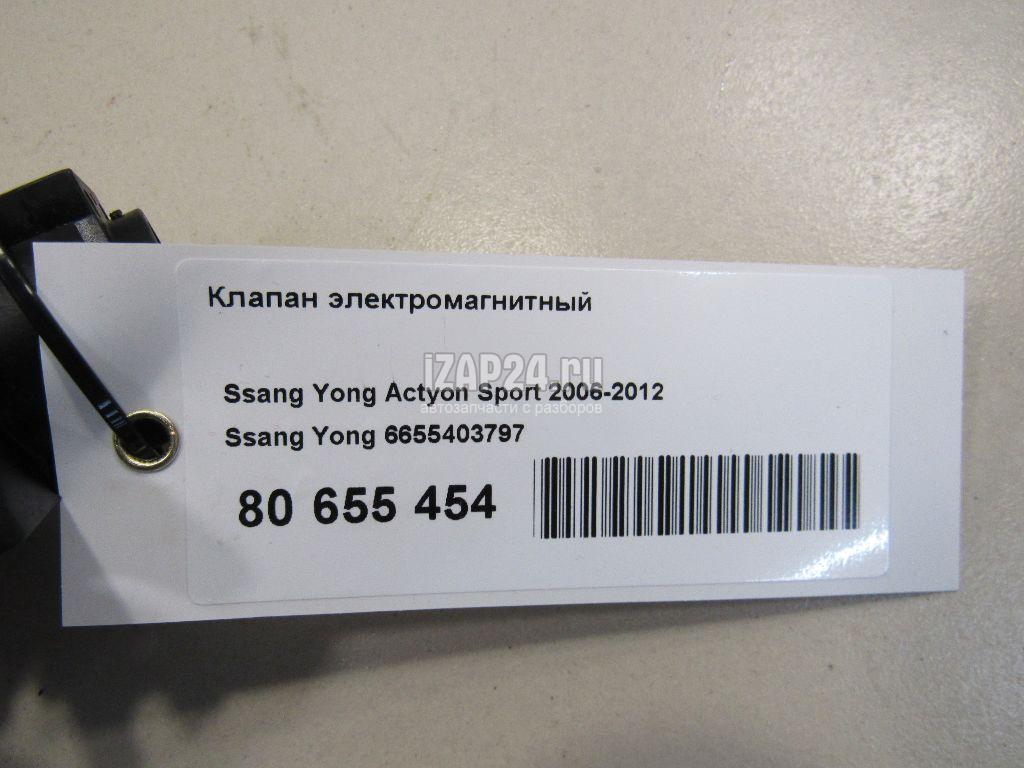 Клапан электромагнитный
iZAP24.ru
Ssang Yong Actyon Sport 2006-2012
автозапчасти с разборов
Ssang Yong 6655403797
80 655 454